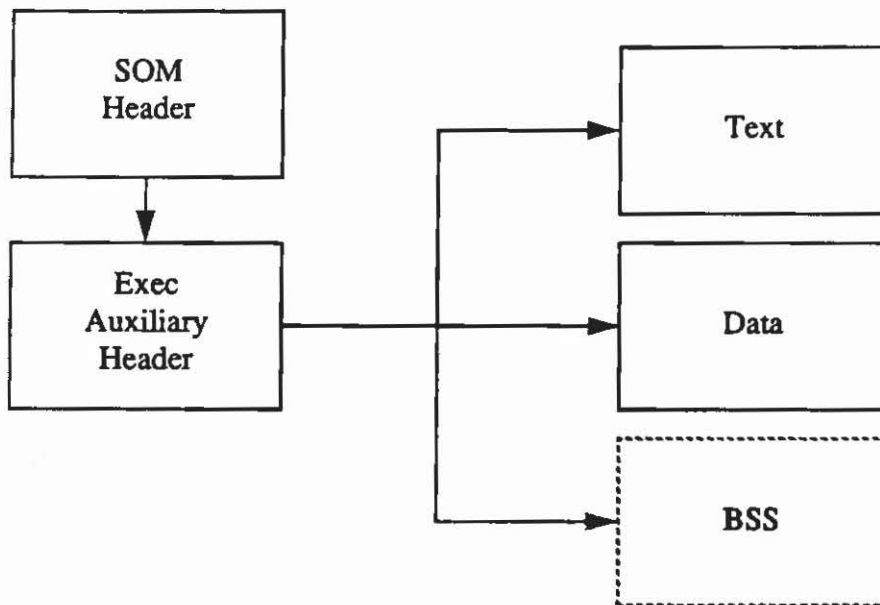 SOM
Header
Exec
Auxiliary
Header
Text
Data
BSS